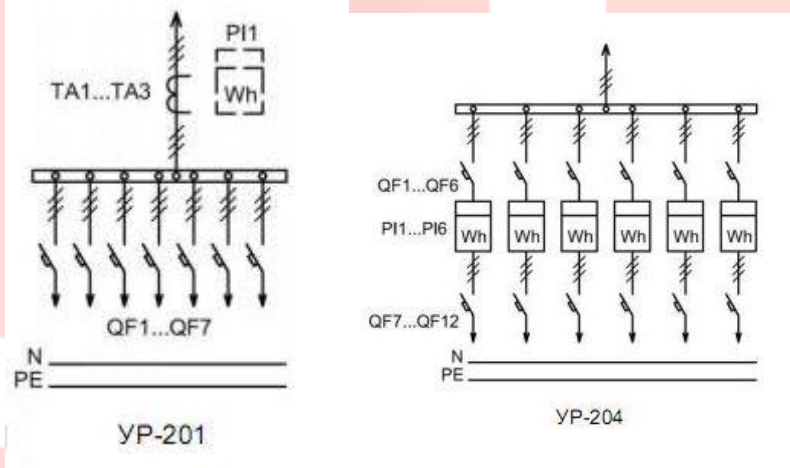 PI1
TA1...TA3
Wh
QF1...QF7
N
PE
УР-201
QF1...QF6
PI1...PI6
Wh Wh Wh Wh Wh Wh
QF7...QF12
N
PE
УР-204